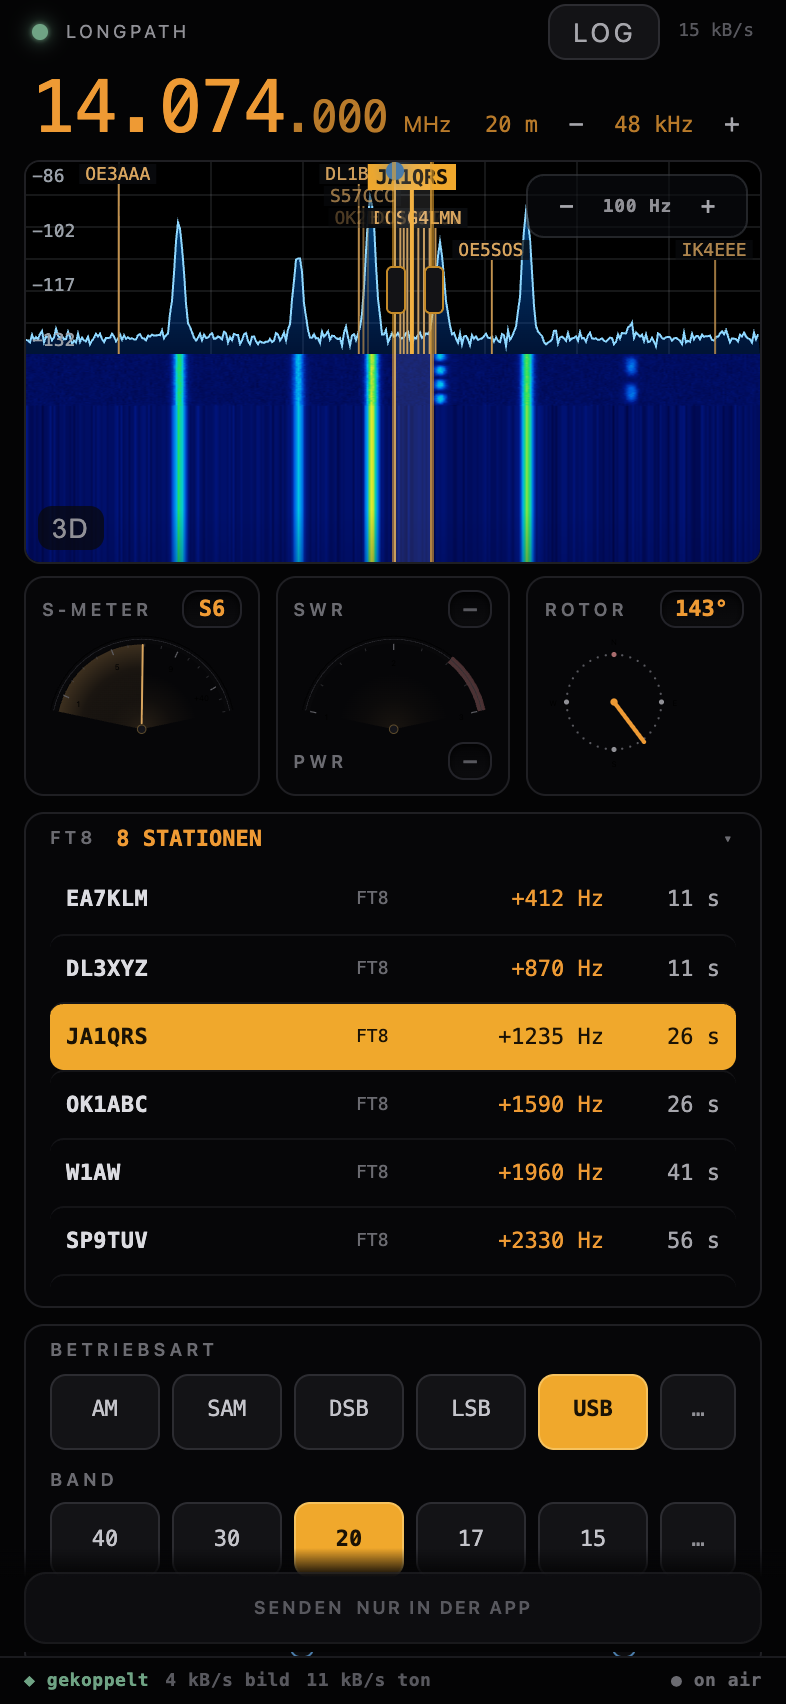 LONGPATH LOG 15 kB/s
14.074.000 MHz 20 m − 48 kHz +
−86 OE3AAA JA1QRS
− 100 Hz +
−102 OE5SOS IK4EEE
−117
−132
3D
S-METER S6 SWR — ROTOR 143°
PWR —
FT8 8 STATIONEN ▾
EA7KLM FT8 +412 Hz 11 s
DL3XYZ FT8 +870 Hz 11 s
JA1QRS FT8 +1235 Hz 26 s
OK1ABC FT8 +1590 Hz 26 s
W1AW FT8 +1960 Hz 41 s
SP9TUV FT8 +2330 Hz 56 s
BETRIEBSART
AM SAM DSB LSB USB …
BAND
40 30 20 17 15 …
SENDEN NUR IN DER APP
◆ gekoppelt 4 kB/s bild 11 kB/s ton ● on air